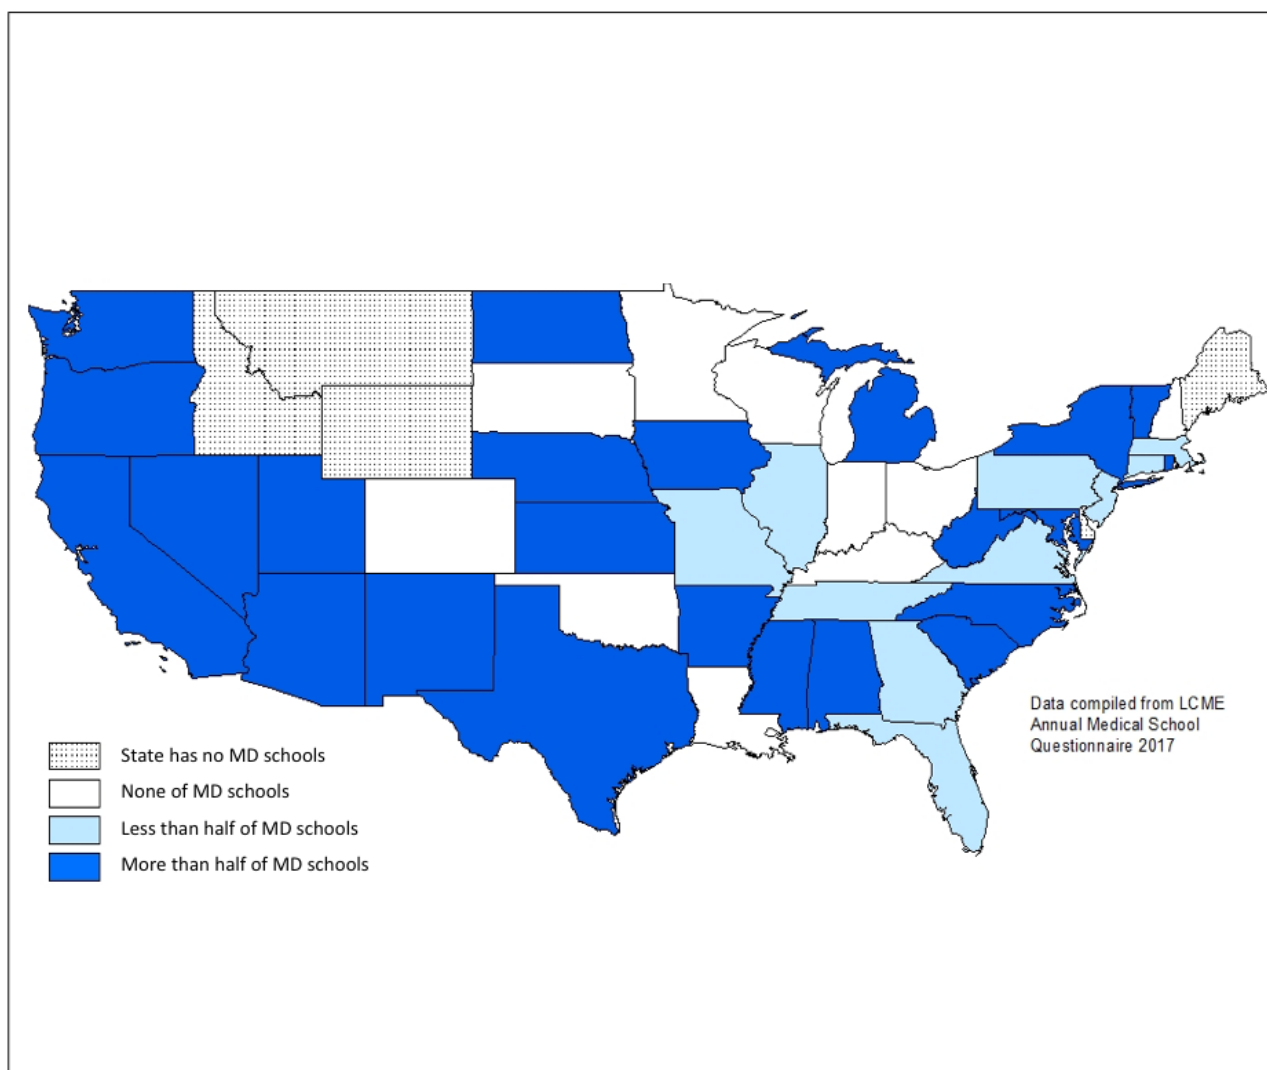 Data compiled from LCME
Annual Medical School
Questionnaire 2017
State has no MD schools
None of MD schools
Less than half of MD schools
More than half of MD schools